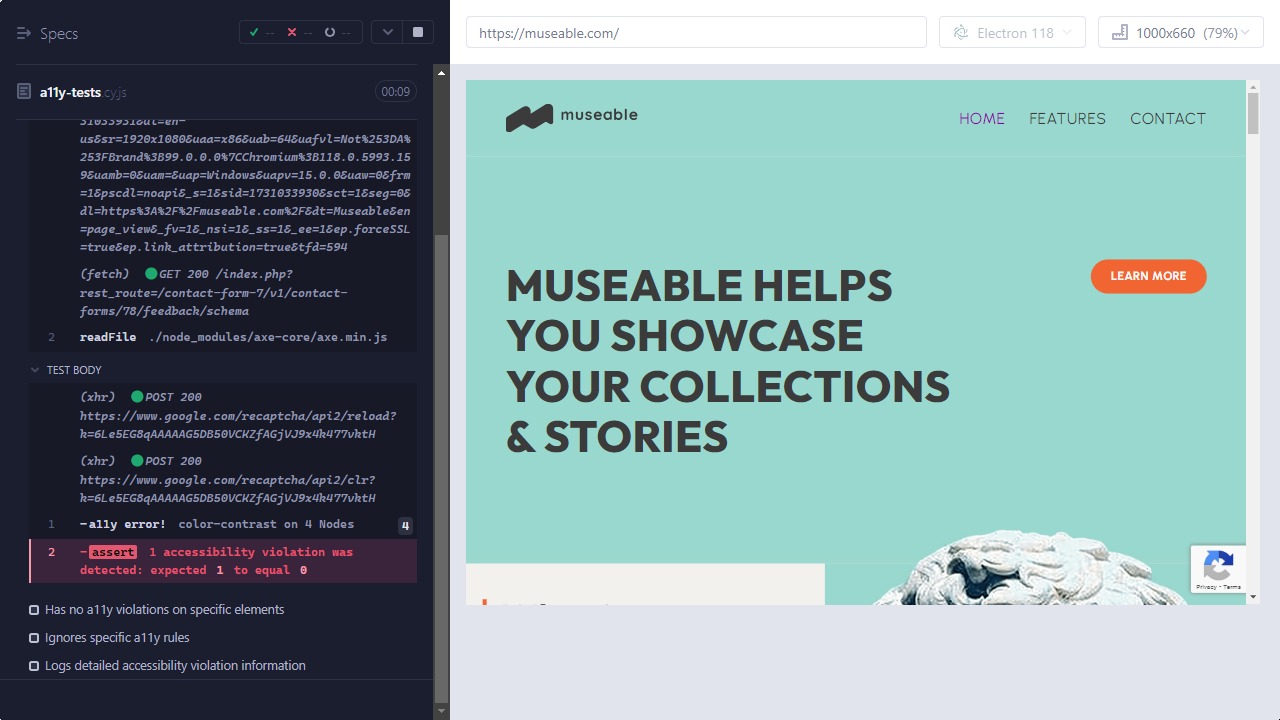 Specs
-- -- --
https://museable.com/
Electron 118
1000x660 (79%)
a11y-tests.cy.js
00:09
31033931&ul=en-
us&sr=1920x1080&uaa=x86&uab=64&uafvl=Not%253DA%
253FBrand%3B99.0.0.0%7CChromium%3B118.0.5993.15
9&uamb=0&uam=&uap=Windows&uapv=15.0.0&uaw=0&frm
=1&pscdl=noapi&_s=1&sid=1731033930&sct=1&seg=0&
dl=https%3A%2F%2Fmuseable.com%2F&dt=Museable&en
=page_view&_fv=1&_nsi=1&_ss=1&_ee=1&ep.forceSSL
=true&ep.link_attribution=true&tfd=594
(fetch) GET 200 /index.php?
rest_route=/contact-form-7/v1/contact-
forms/78/feedback/schema
2 readFile ./node_modules/axe-core/axe.min.js
TEST BODY
(xhr) POST 200
https://www.google.com/recaptcha/api2/reload?
k=6Le5EG8qAAAAAG5DB50VCKZfAGjVJ9x4k477vktH
(xhr) POST 200
https://www.google.com/recaptcha/api2/clr?
k=6Le5EG8qAAAAAG5DB50VCKZfAGjVJ9x4k477vktH
1 -a11y error! color-contrast on 4 Nodes 4
2 -assert 1 accessibility violation was
detected: expected 1 to equal 0
Has no a11y violations on specific elements
Ignores specific a11y rules
Logs detailed accessibility violation information
museable
HOME FEATURES CONTACT
MUSEABLE HELPS
YOU SHOWCASE
YOUR COLLECTIONS
& STORIES
LEARN MORE
Privacy - Terms